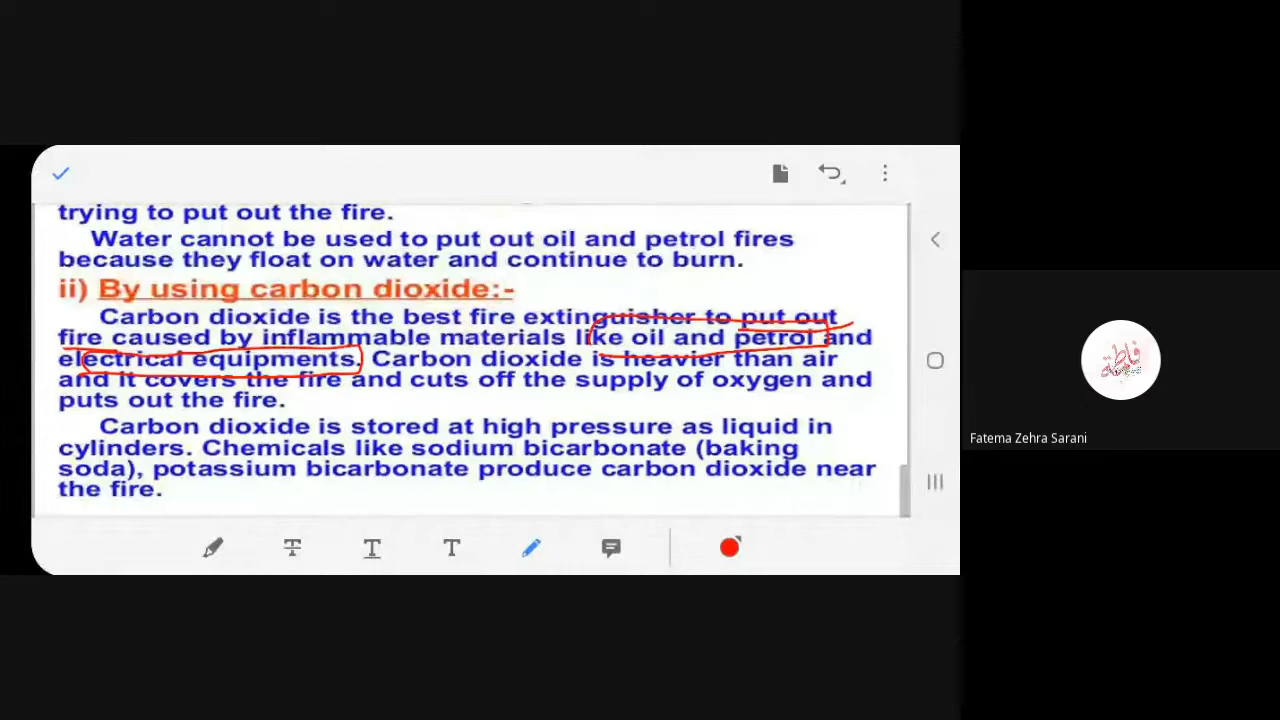 trying to put out the fire.
Water cannot be used to put out oil and petrol fires
because they float on water and continue to burn.
ii) By using carbon dioxide:-
Carbon dioxide is the best fire extinguisher to put out
fire caused by inflammable materials like oil and petrol and
electrical equipments. Carbon dioxide is heavier than air
and it covers the fire and cuts off the supply of oxygen and
puts out the fire.
Carbon dioxide is stored at high pressure as liquid in
cylinders. Chemicals like sodium bicarbonate (baking
soda), potassium bicarbonate produce carbon dioxide near
the fire.
T T T
فاطمة
Fatema Zehra Sarani